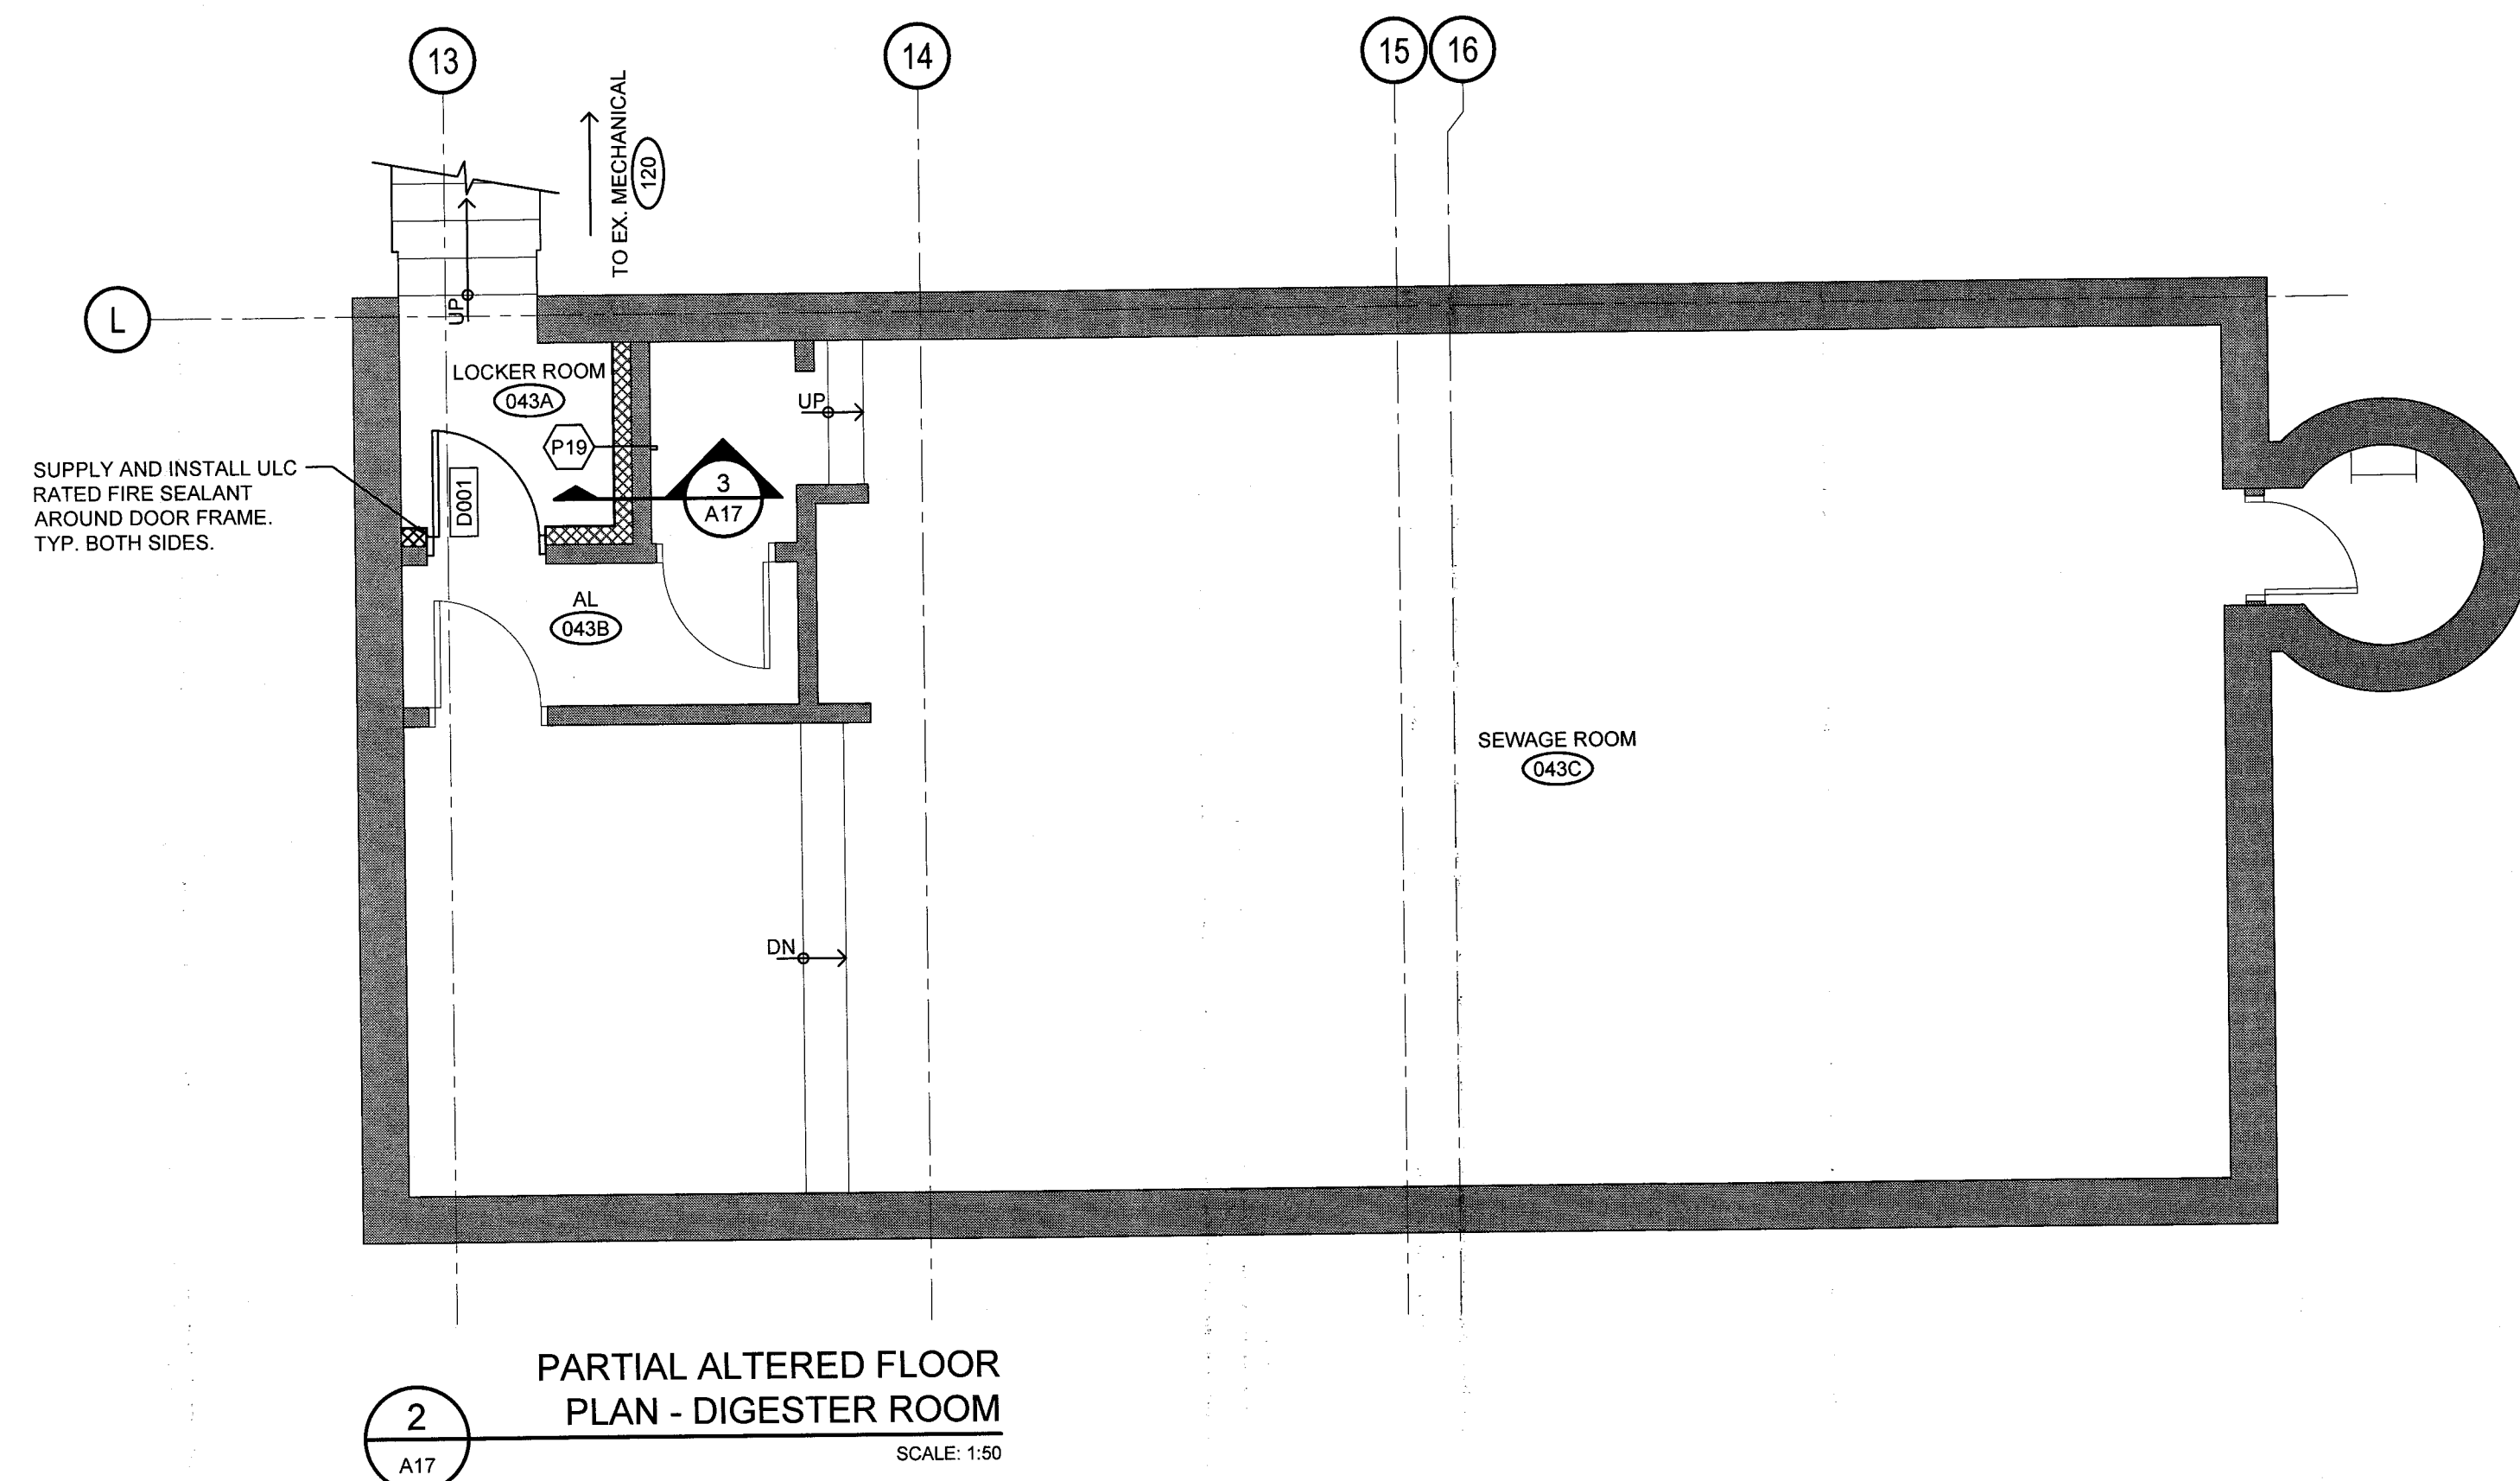 13
14
15
16
TO EX. MECHANICAL
120
L
UP
LOCKER ROOM
043A
UP
P19
SUPPLY AND INSTALL ULC
RATED FIRE SEALANT
AROUND DOOR FRAME.
TYP. BOTH SIDES.
D001
3
A17
AL
043B
SEWAGE ROOM
043C
DN
PARTIAL ALTERED FLOOR
PLAN - DIGESTER ROOM
2
A17
SCALE: 1:50